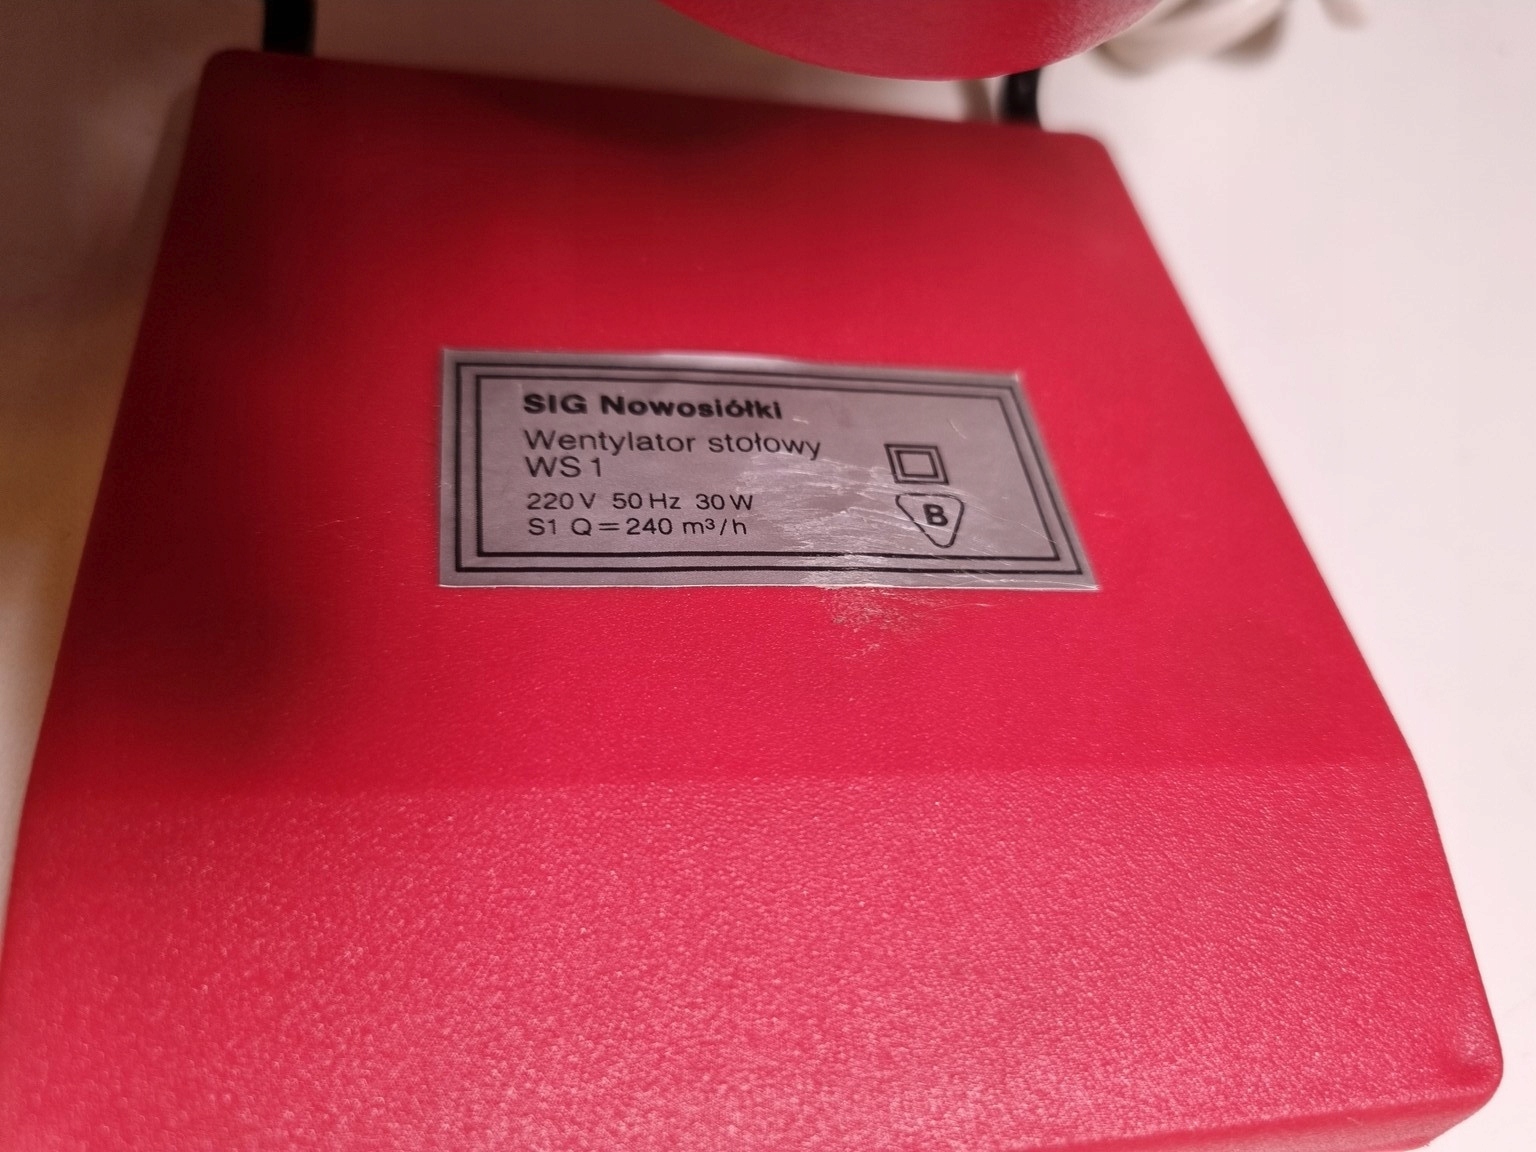 SIG Nowosiółki
Wentylator stołowy
WS 1
220 V 50 Hz 30 W
S1 Q = 240 m³/h
B